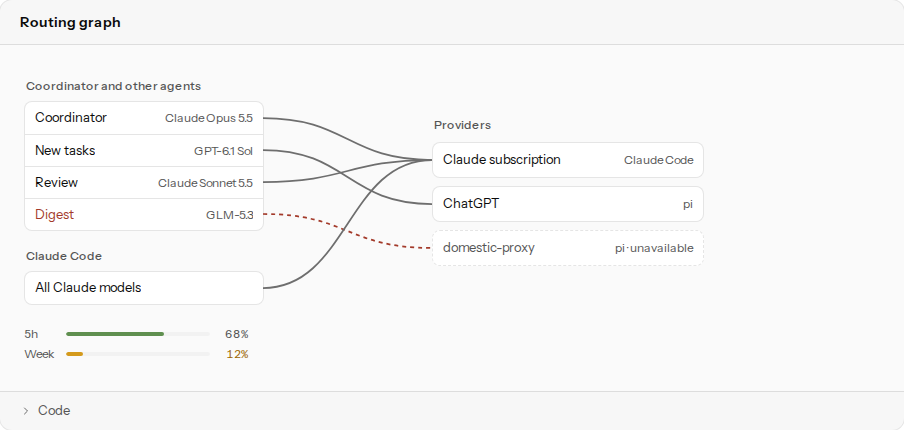 Routing graph
Coordinator and other agents
Coordinator Claude Opus 5.5
New tasks GPT-6.1 Sol
Review Claude Sonnet 5.5
Digest GLM-5.3
Claude Code
All Claude models
5h 68%
Week 12%
Providers
Claude subscription Claude Code
ChatGPT pi
domestic-proxy pi·unavailable
Code